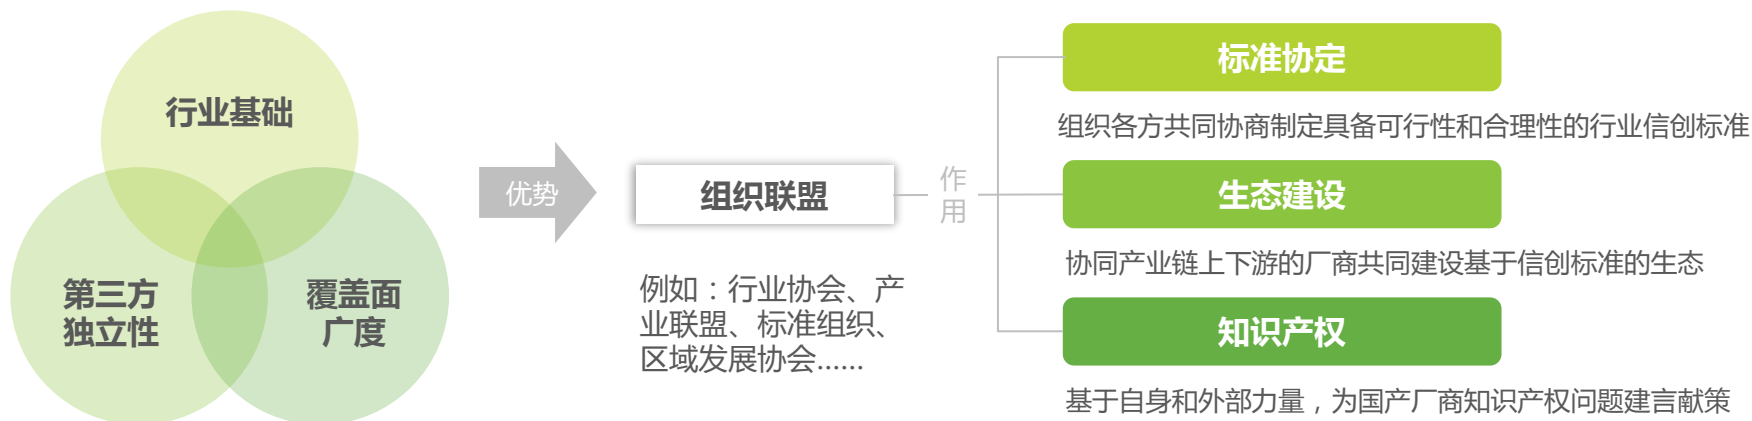 行业基础
第三方
独立性
覆盖面
广度
优势
组织联盟
例如：行业协会、产
业联盟、标准组织、
区域发展协会......
作
用
标准协定
组织各方共同协商制定具备可行性和合理性的行业信创标准
生态建设
协同产业链上下游的厂商共同建设基于信创标准的生态
知识产权
基于自身和外部力量，为国产厂商知识产权问题建言献策